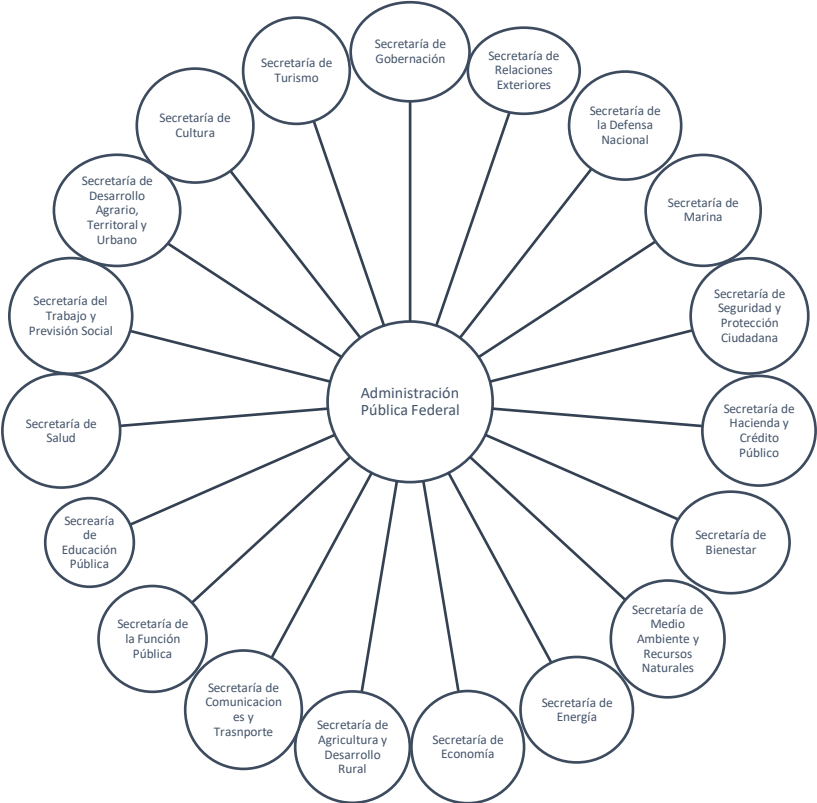 Secretaría de
Gobernación
Secretaría de
Relaciones
Exteriores
Secretaría de
la Defensa
Nacional
Secretaría de
Marina
Secretaría de
Seguridad y
Protección
Ciudadana
Secretaría de
Hacienda y
Crédito
Público
Secretaría de
Bienestar
Secretaría de
Medio
Ambiente y
Recursos
Naturales
Secretaría de
Energía
Secretaría de
Economía
Secretaría de
Agricultura y
Desarrollo
Rural
Secretaría de
Comunicacion
es y
Trasnporte
Secretaría de
la Función
Pública
Secrearía
de
Educación
Pública
Secretaría de
Salud
Secretaría del
Trabajo y
Previsión Social
Secretaría de
Desarrollo
Agrario,
Territoral y
Urbano
Secretaría de
Cultura
Secretaría de
Turismo
Administración
Pública Federal